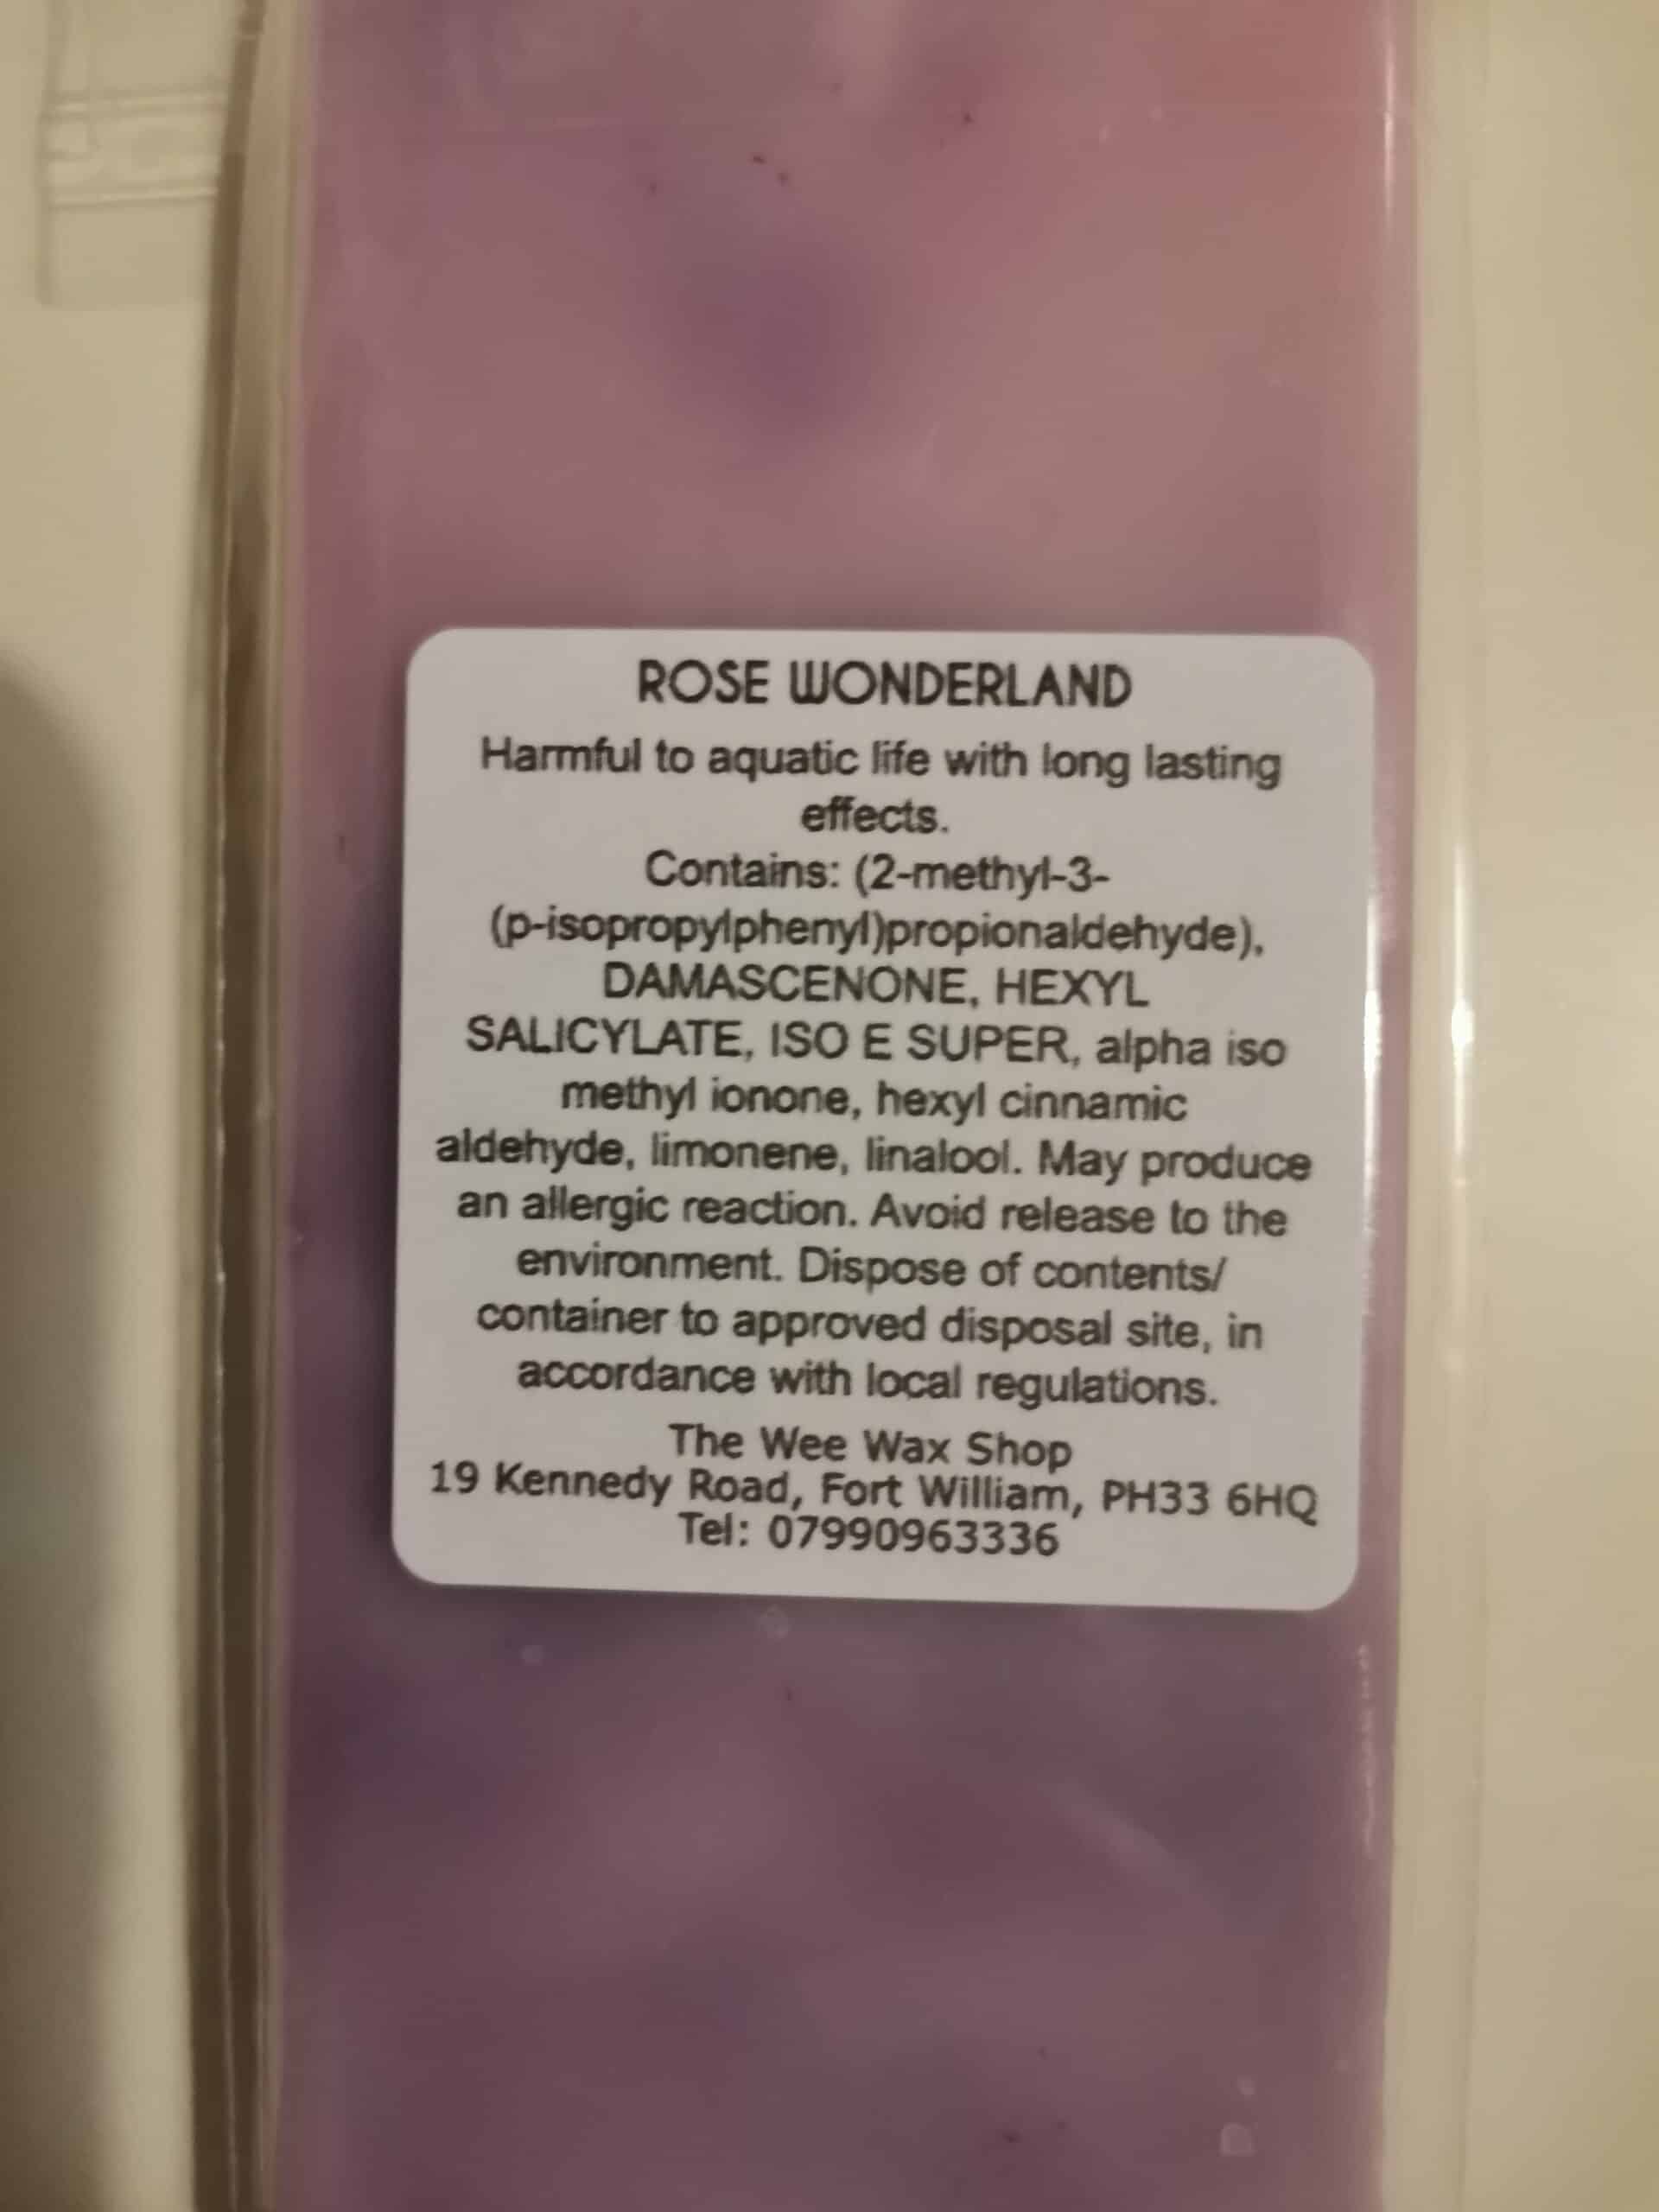 ROSE WONDERLAND
Harmful to aquatic life with long lasting
effects.
Contains: (2-methyl-3-
(p-isopropylphenyl)propionaldehyde),
DAMASCENONE, HEXYL
SALICYLATE, ISO E SUPER, alpha iso
methyl ionone, hexyl cinnamic
aldehyde, limonene, linalool. May produce
an allergic reaction. Avoid release to the
environment. Dispose of contents/
container to approved disposal site, in
accordance with local regulations.
The Wee Wax Shop
19 Kennedy Road, Fort William, PH33 6HQ
Tel: 07990963336